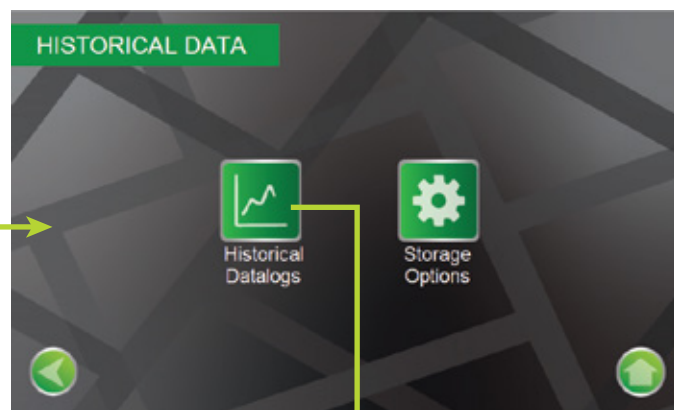 HISTORICAL DATA
Historical
Datalogs
Storage
Options